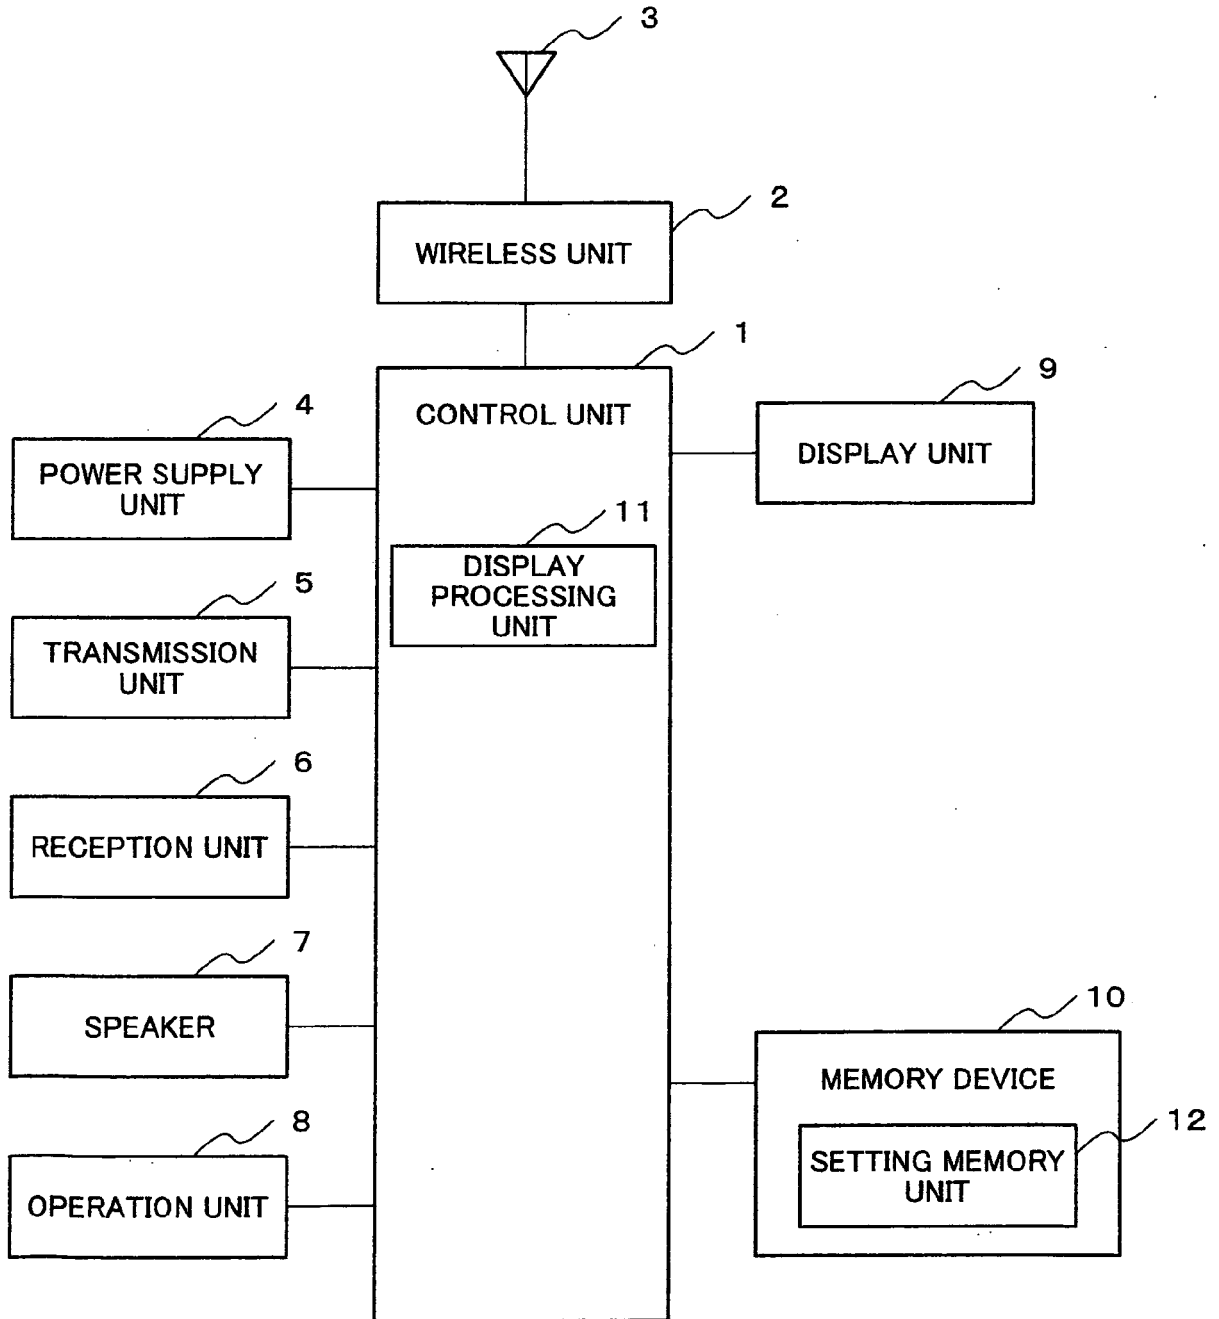 3
2
WIRELESS UNIT
1
CONTROL UNIT
9
DISPLAY UNIT
4
POWER SUPPLY
UNIT
11
DISPLAY
PROCESSING
UNIT
5
TRANSMISSION
UNIT
6
RECEPTION UNIT
7
SPEAKER
10
MEMORY DEVICE
12
SETTING MEMORY
UNIT
8
OPERATION UNIT